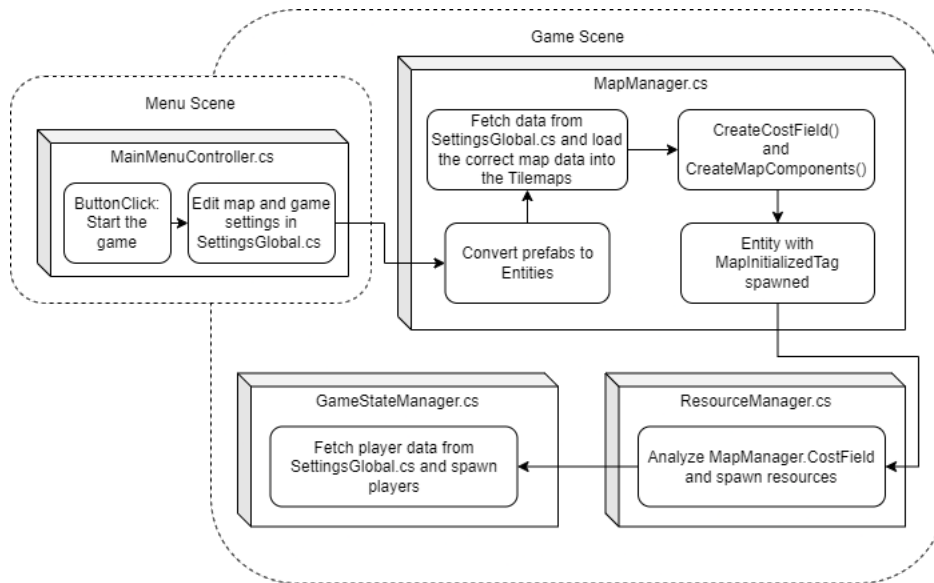 Game Scene
Menu Scene
MainMenuController.cs
ButtonClick:
Start the
game
Edit map and game
settings in
SettingsGlobal.cs
MapManager.cs
Fetch data from
SettingsGlobal.cs and load
the correct map data into
the Tilemaps
CreateCostField()
and
CreateMapComponents()
Convert prefabs to
Entities
Entity with
MapInitializedTag
spawned
GameStateManager.cs
Fetch player data from
SettingsGlobal.cs and spawn
players
ResourceManager.cs
Analyze MapManager.CostField
and spawn resources